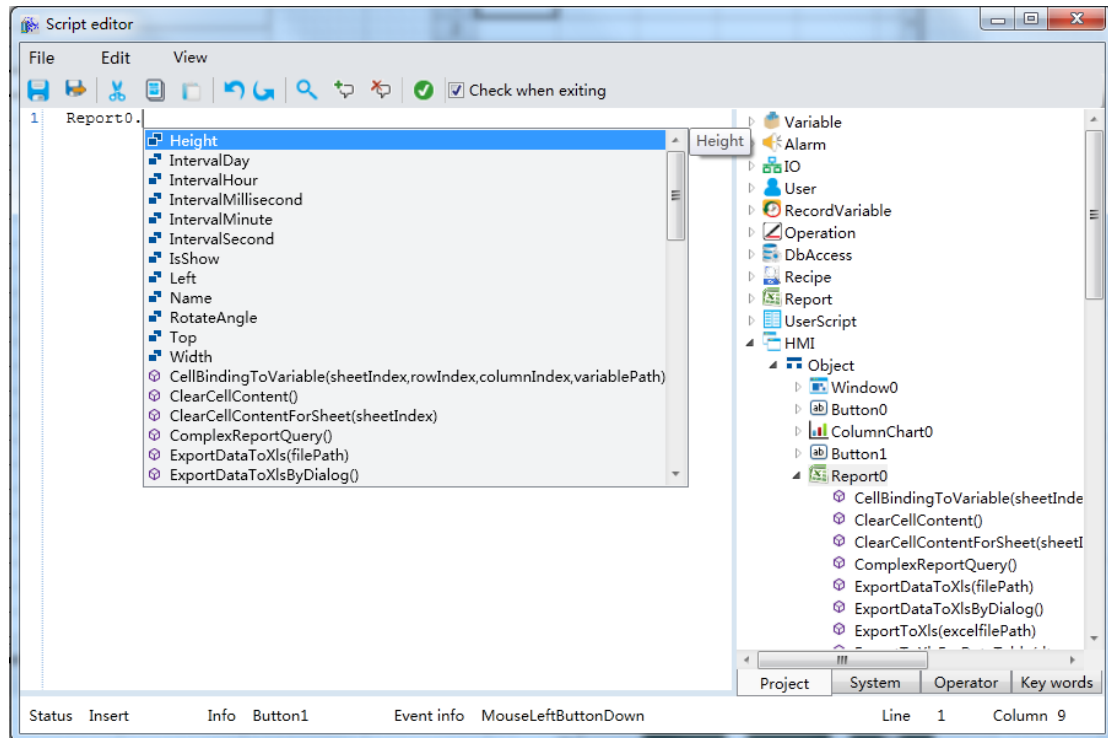 Script editor
File Edit View
Check when exiting
1 Report0.
Height
IntervalDay
IntervalHour
IntervalMillisecond
IntervalMinute
IntervalSecond
IsShow
Left
Name
RotateAngle
Top
Width
CellBindingToVariable(sheetIndex,rowIndex,columnIndex,variablePath)
ClearCellContent()
ClearCellContentForSheet(sheetIndex)
ComplexReportQuery()
ExportDataToXls(filePath)
ExportDataToXlsByDialog()
Height
Variable
Alarm
IO
User
RecordVariable
Operation
DbAccess
Recipe
Report
UserScript
HMI
Object
Window0
Button0
ColumnChart0
Button1
Report0
CellBindingToVariable(sheetInde
ClearCellContent()
ClearCellContentForSheet(sheetI
ComplexReportQuery()
ExportDataToXls(filePath)
ExportDataToXlsByDialog()
ExportToXls(excelfilePath)
Project System Operator Key words
Status Insert Info Button1 Event info MouseLeftButtonDown Line 1 Column 9